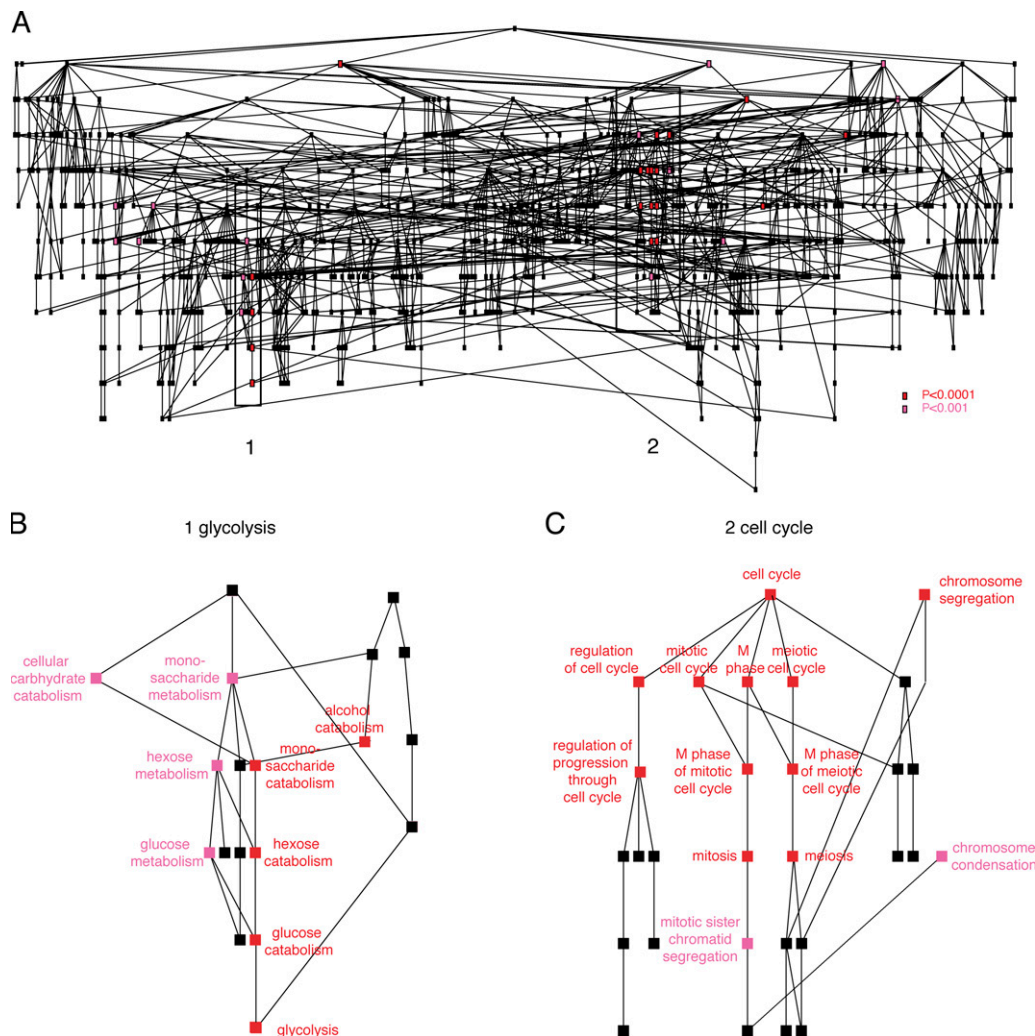 A
P<0.0001
P<0.001
1
2
B
1 glycolysis
cellular
carbhydrate
catabolism
mono-
saccharide
metabolism
alcohol
catabolism
hexose
metabolism
mono-
saccharide
catabolism
glucose
metabolism
hexose
catabolism
glucose
catabolism
glycolysis
C
2 cell cycle
cell cycle
chromosome
segregation
regulation
of cell cycle
mitotic
cell cycle
M
phase
meiotic
cell cycle
regulation of
progression
through
cell cycle
M phase
of mitotic
cell cycle
M phase
of meiotic
cell cycle
mitosis
meiosis
chromosome
condensation
mitotic sister
chromatid
segregation